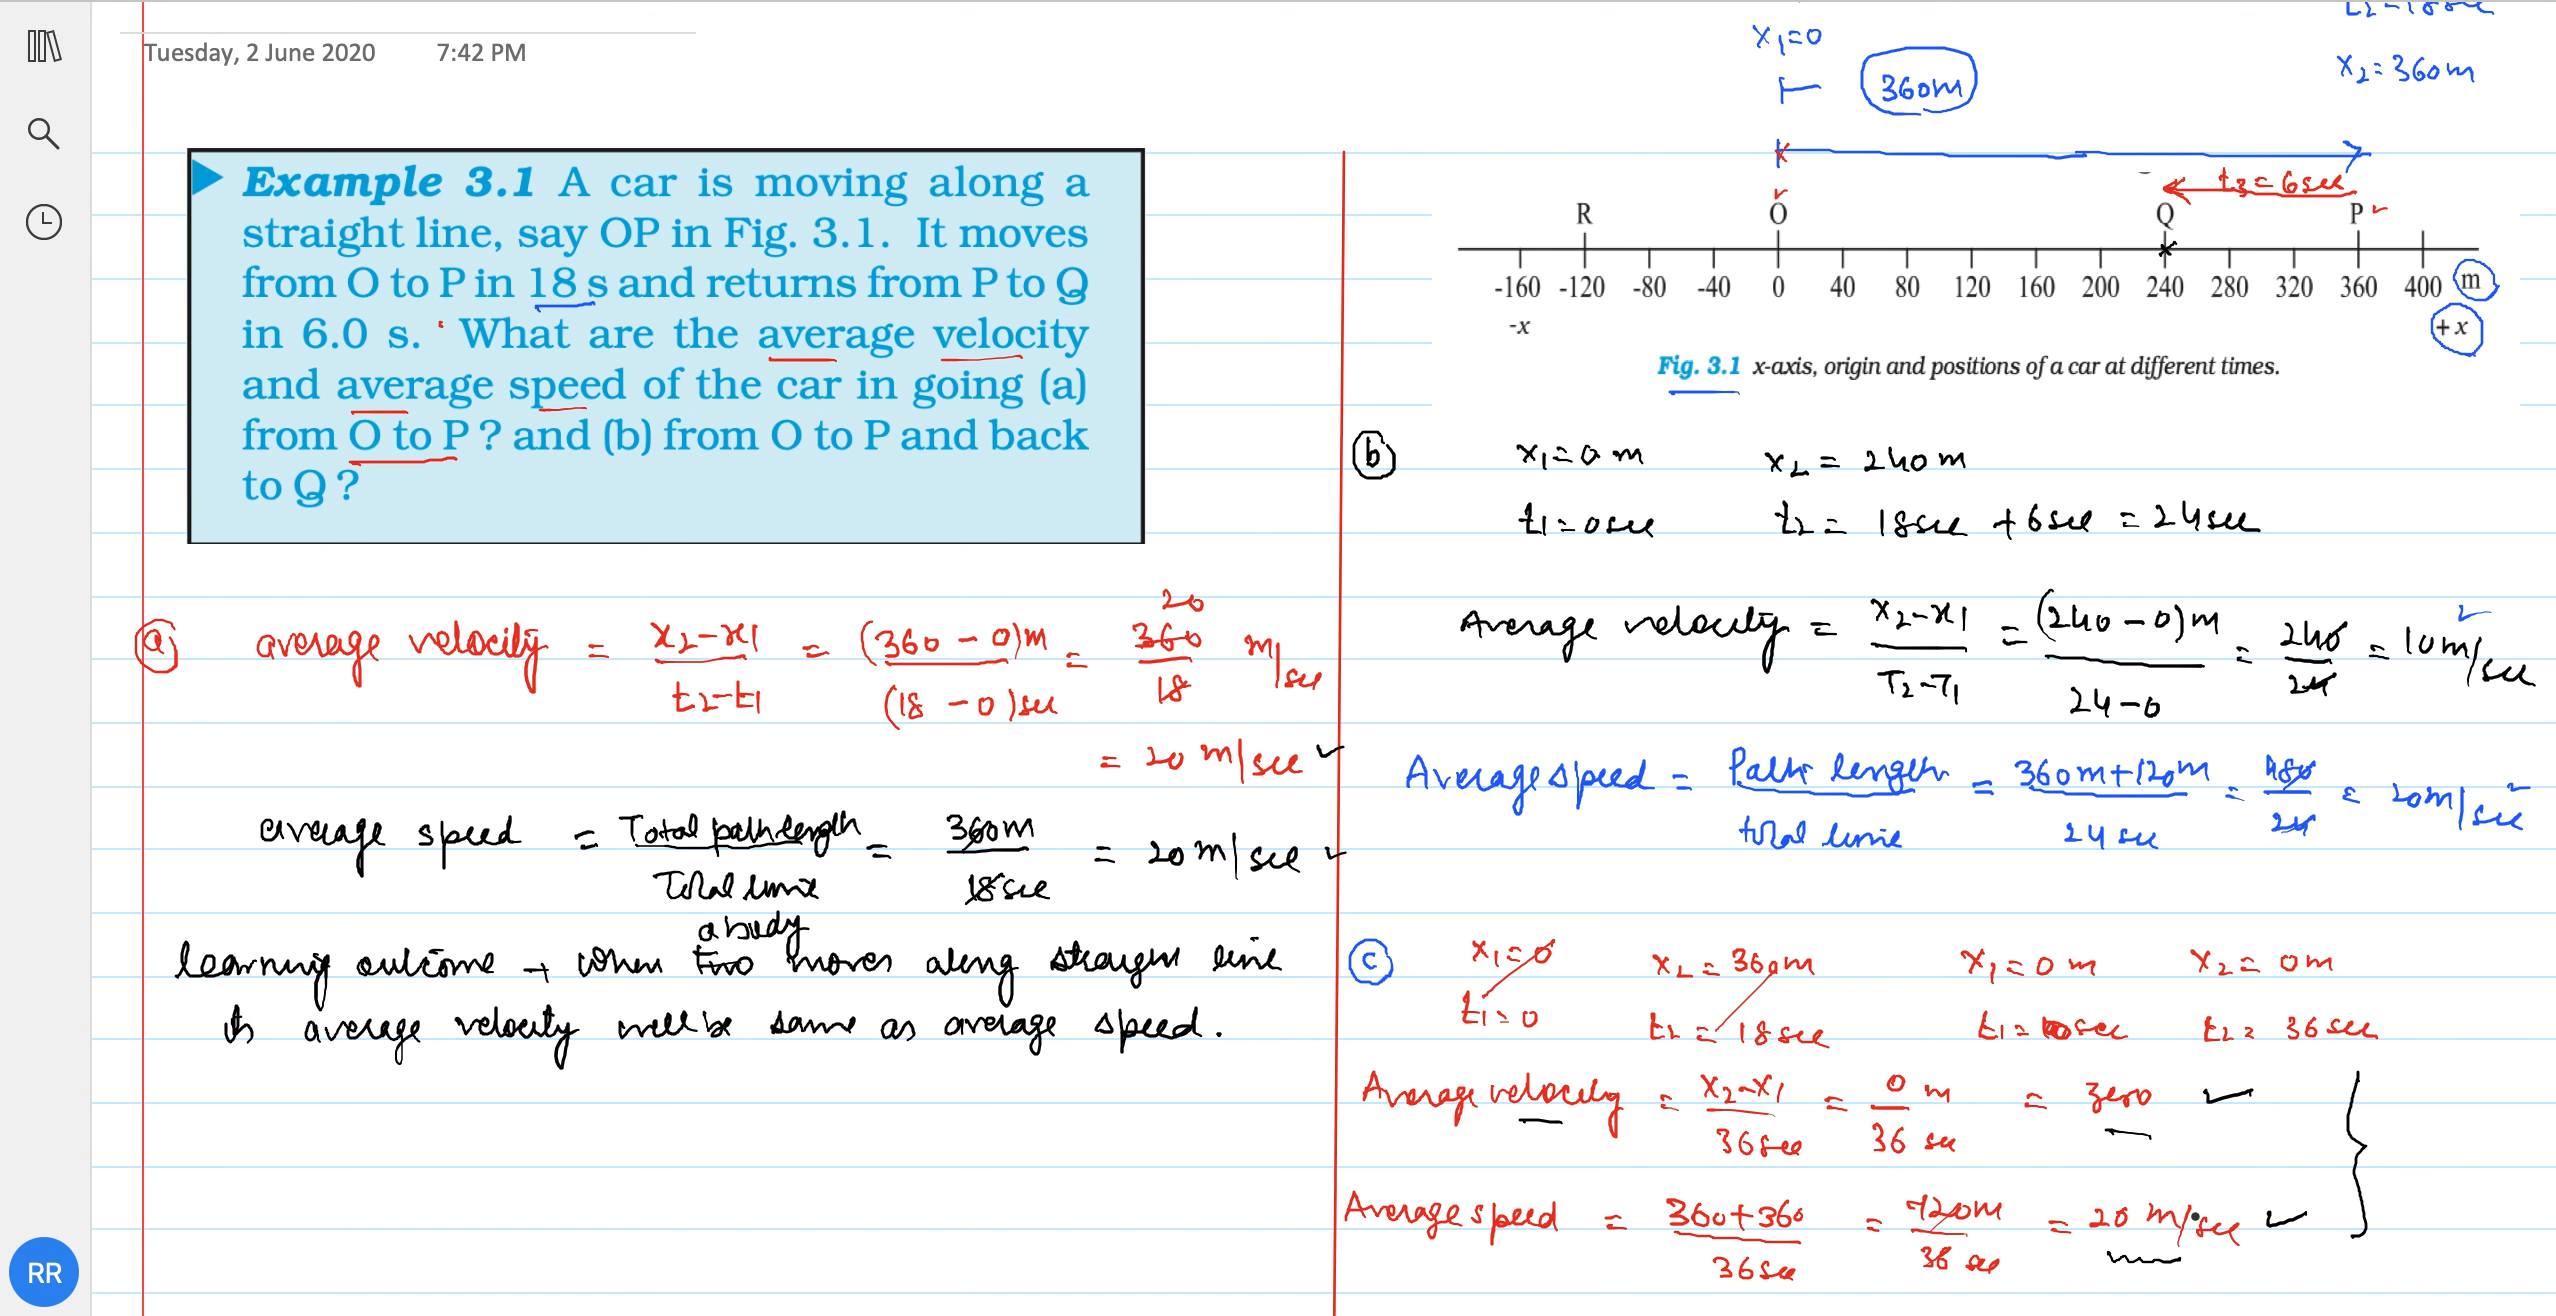 Tuesday, 2 June 2020 7:42 PM
Example 3.1 A car is moving along a
straight line, say OP in Fig. 3.1. It moves
from O to P in 18 s and returns from P to Q
in 6.0 s. What are the average velocity
and average speed of the car in going (a)
from O to P ? and (b) from O to P and back
to Q ?
x1=0
360m
x2=360m
t3=6sec
R O Q P
-160 -120 -80 -40 0 40 80 120 160 200 240 280 320 360 400 m
-x +x
Fig. 3.1 x-axis, origin and positions of a car at different times.
(a) average velocity = x2-x1 / t2-t1 = (360-0)m / (18-0)sec = 360/18 m/sec
20
= 20 m/sec
average speed = Total path length / Total time = 360m / 18sec = 20 m/sec
learning outcome → when two a body moves along straight line
its average velocity will be same as average speed.
(b) x1=0 m x2 = 240 m
t1=0sec t2 = 18sec + 6sec = 24sec
Average velocity = x2-x1 / T2-T1 = (240-0)m / 24-0 = 240/24 = 10m/sec
Average speed = Path length / total time = 360m+120m / 24 sec = 480/24 = 20m/sec
(c) x1=0 x2=360m x1=0 m x2= 0m
t1=0 t2=18sec t1=0sec t2= 36sec
Average velocity = x2-x1 / 36sec = 0 m / 36 sec = zero
Average speed = 360+360 / 36sec = 720m / 36 sec = 20 m/sec
RR